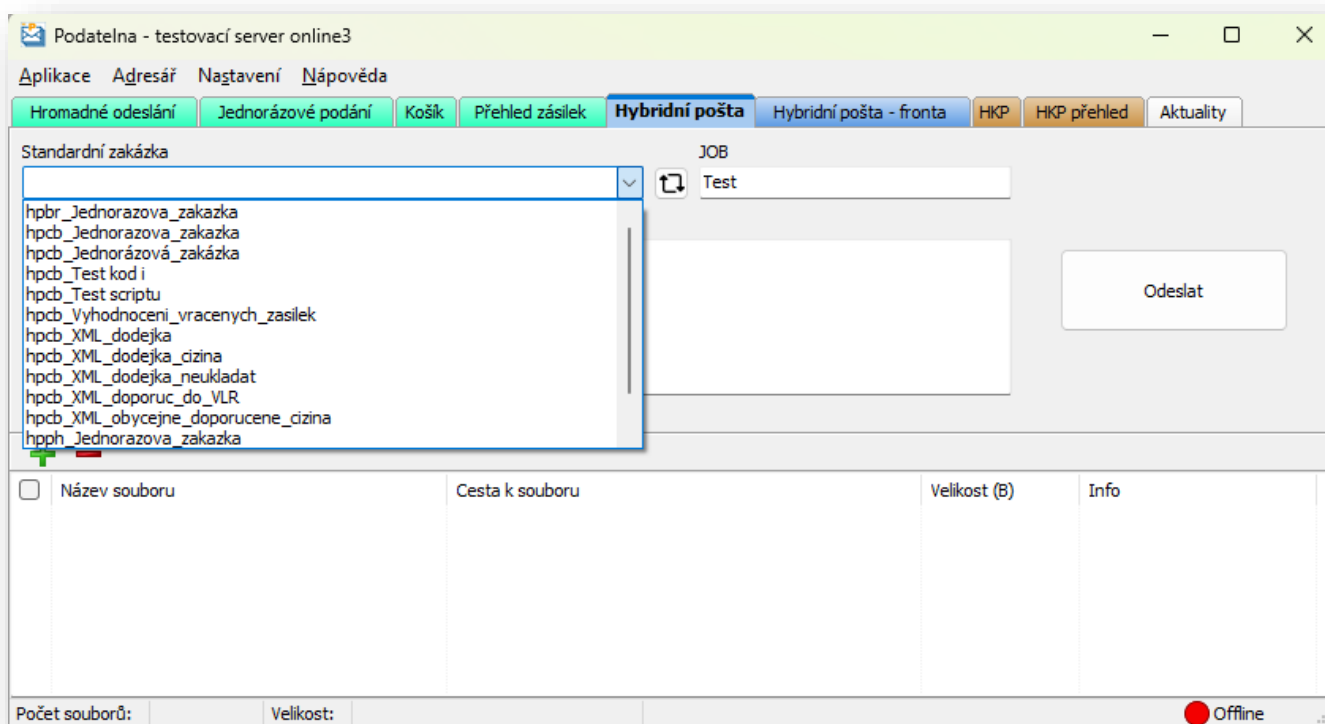 Podatelna - testovací server online3
Aplikace Adresář Nastavení Nápověda
Hromadné odeslání Jednorázové podání Košík Přehled zásilek Hybridní pošta Hybridní pošta - fronta HKP HKP přehled Aktuality
Standardní zakázka JOB
Test
hpbr_Jednorazova_zakazka
hpcb_Jednorazova_zakazka
hpcb_Jednorázová_zakázka
hpcb_Test kod i
hpcb_Test scriptu
Odeslat
hpcb_Vyhodnoceni_vracenych_zasilek
hpcb_XML_dodejka
hpcb_XML_dodejka_cizina
hpcb_XML_dodejka_neukladat
hpcb_XML_doporuc_do_VLR
hpcb_XML_obycejne_doporucene_cizina
hpph_Jednorazova_zakazka
Název souboru Cesta k souboru Velikost (B) Info
Počet souborů: Velikost: Offline